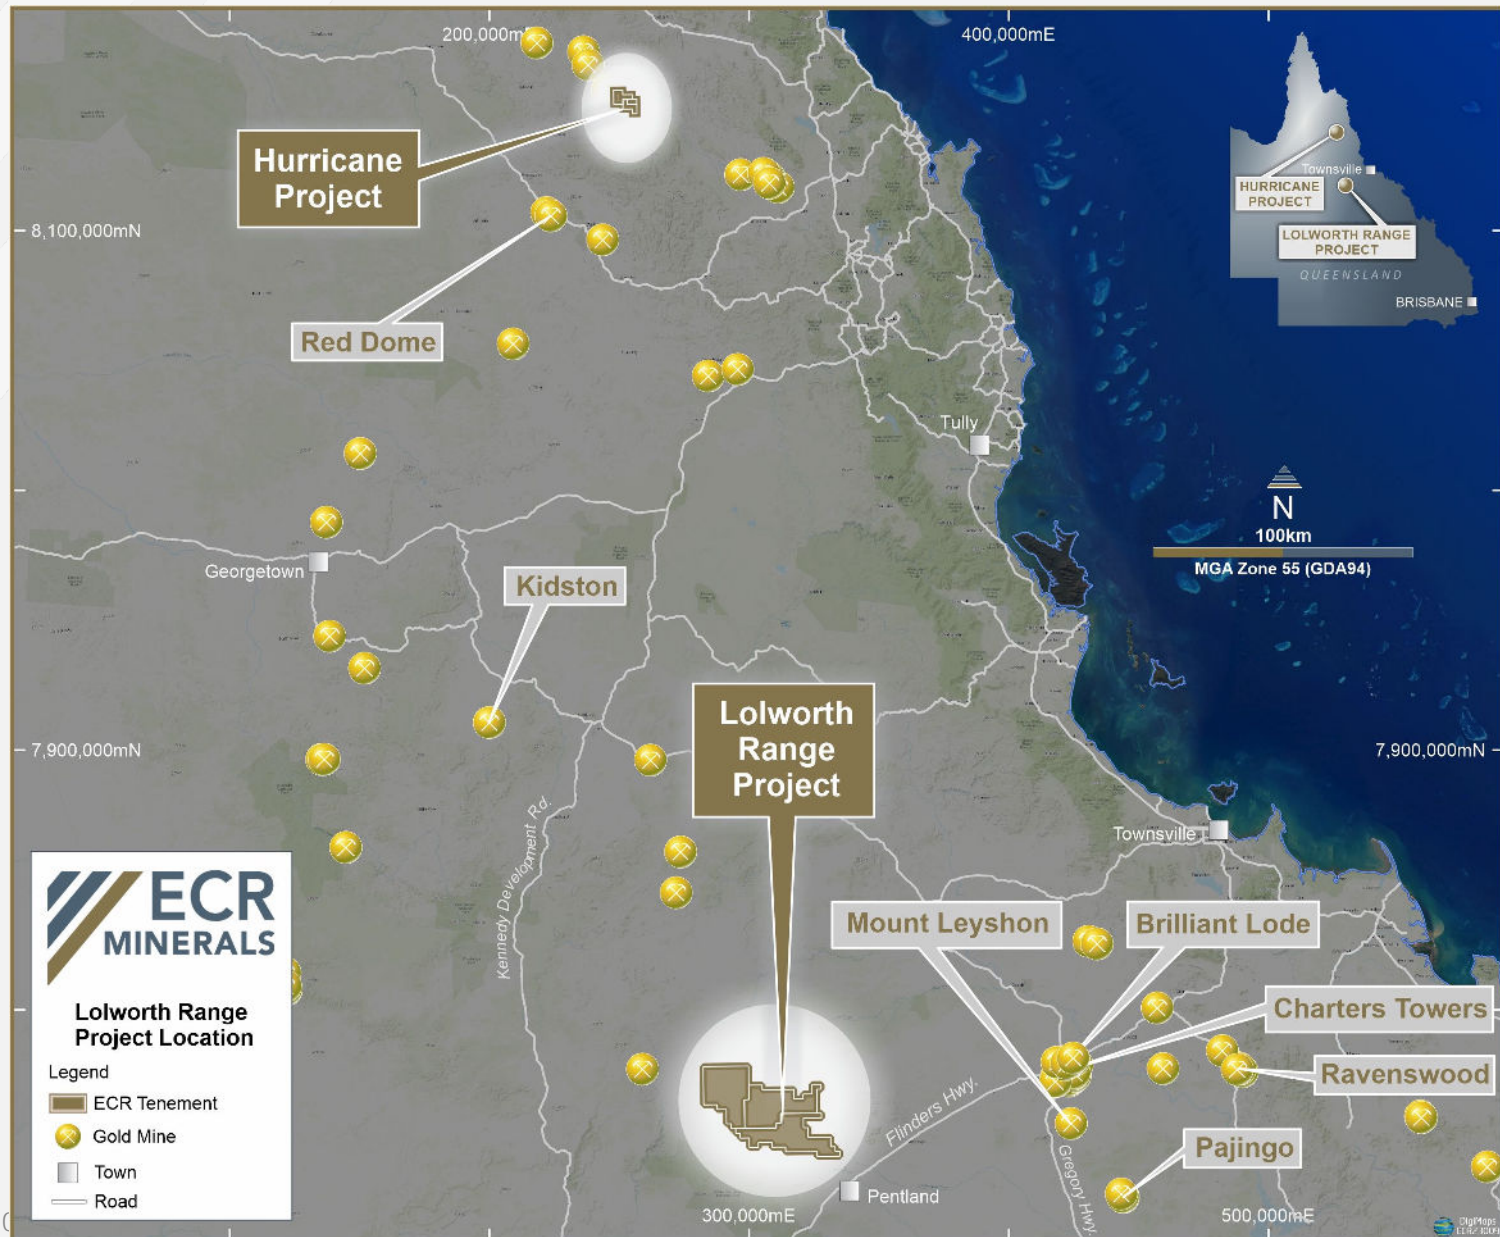 200,000mE
400,000mE
Hurricane
Project
8,100,000mN
Red Dome
Townsville
HURRICANE
PROJECT
LOLWORTH RANGE
PROJECT
QUEENSLAND
BRISBANE
Tully
N
100km
MGA Zone 55 (GDA94)
Georgetown
Kidston
Lolworth
Range
Project
7,900,000mN
7,900,000mN
Kennedy Development Rd.
Townsville
Mount Leyshon
Brilliant Lode
Charters Towers
Ravenswood
Pajingo
Flinders Hwy.
Gregory Hwy.
Pentland
300,000mE
500,000mE
ECR
MINERALS
Lolworth Range
Project Location
Legend
ECR Tenement
Gold Mine
Town
Road
DigiMaps